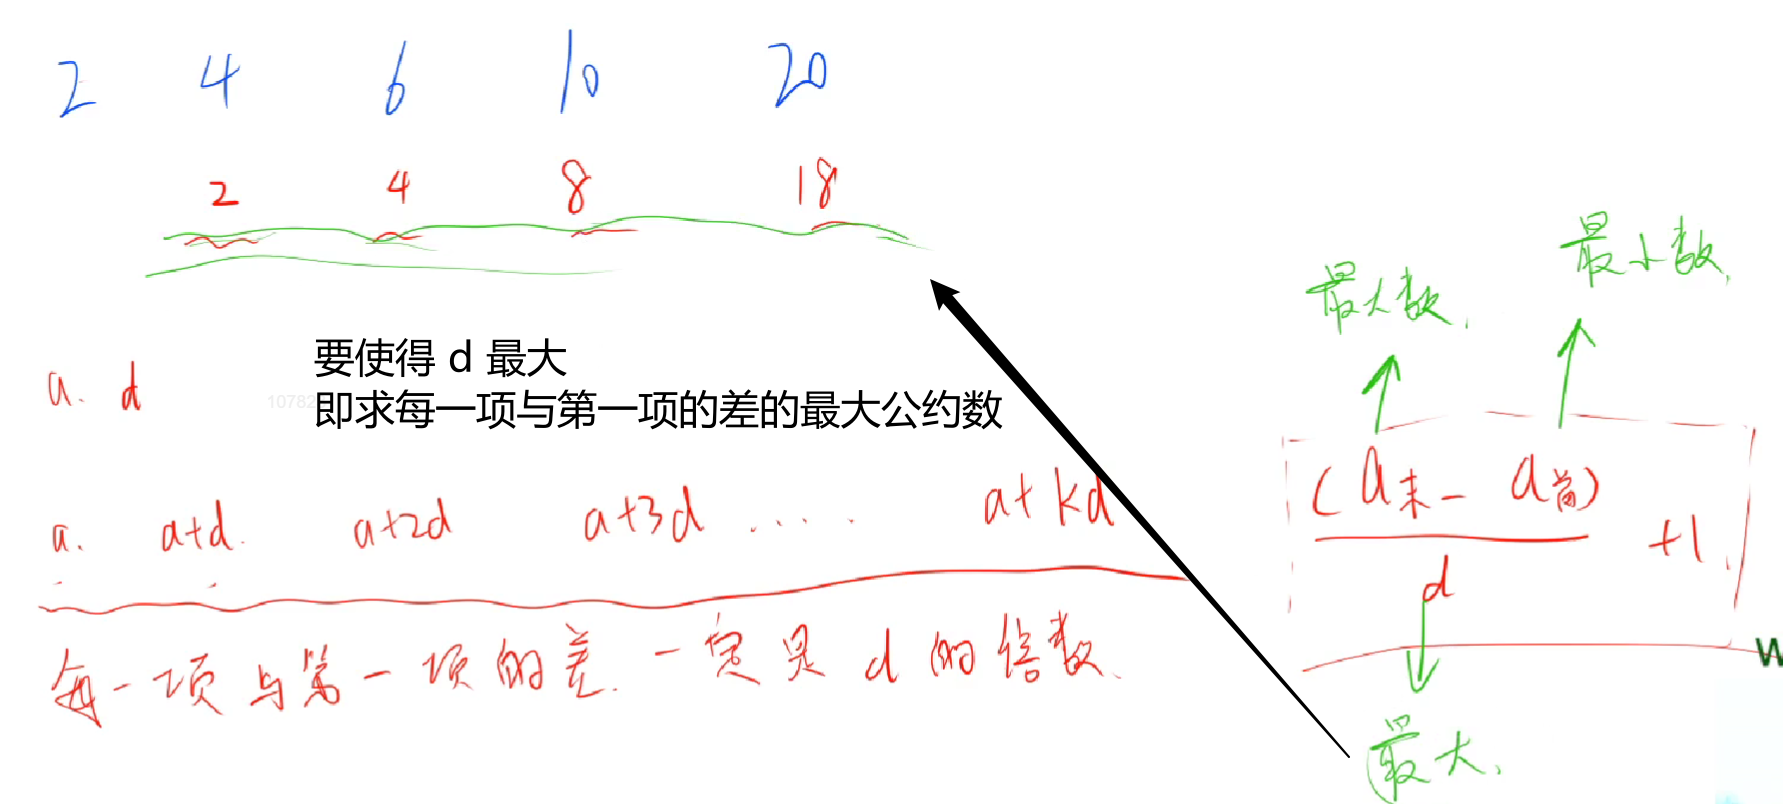 2 4 6 10 20
2 4 8 18
最大数. 最小数.
要使得 d 最大
即求每一项与第一项的差的最大公约数
a. d
10782
(a末 - a首)
d
+1
a. a+d. a+2d a+3d ..... a+kd
每一项与第一项的差. 一定是 d 的倍数.
w
最大.